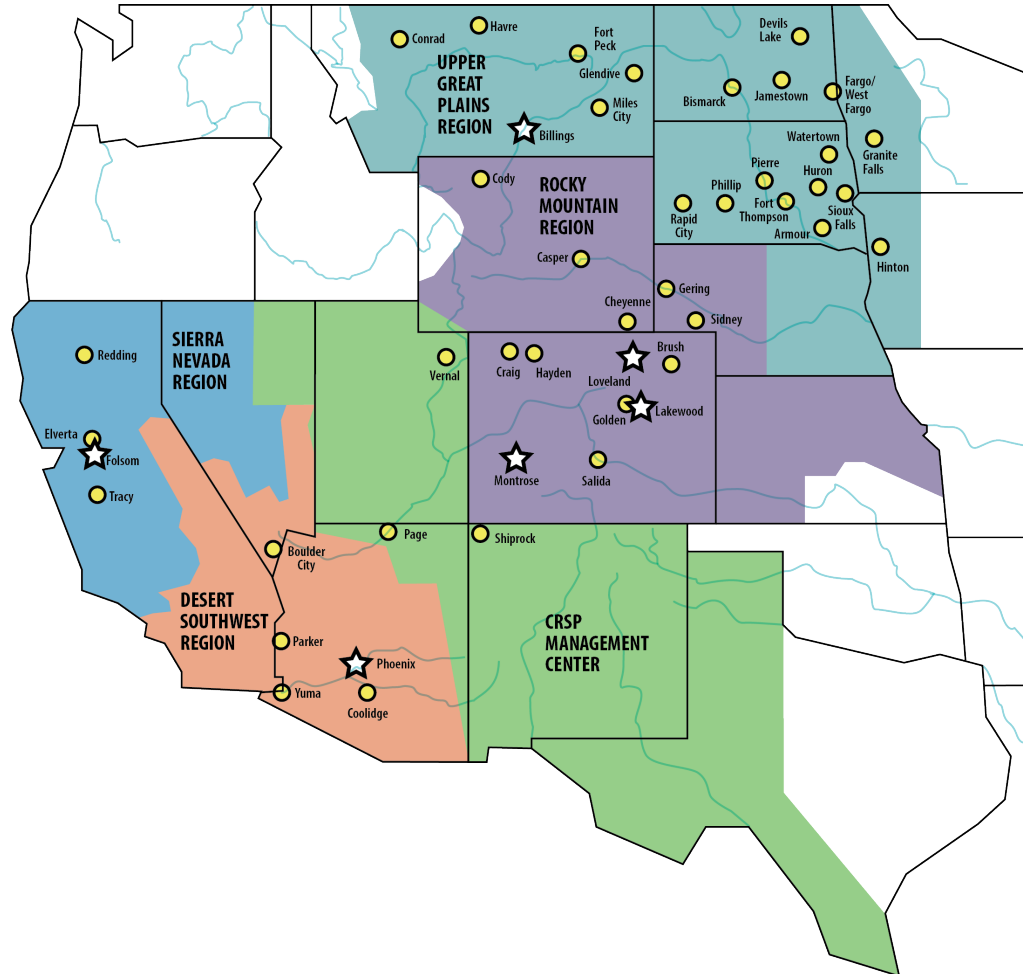 Conrad
Havre
Fort
Peck
Glendive
Miles
City
Billings
UPPER
GREAT
PLAINS
REGION
Devils
Lake
Bismarck
Jamestown
Fargo/
West
Fargo
Watertown
Granite
Falls
Huron
Pierre
Phillip
Rapid
City
Fort
Thompson
Sioux
Falls
Armour
Hinton
Cody
ROCKY
MOUNTAIN
REGION
Casper
Cheyenne
Gering
Sidney
Craig
Hayden
Loveland
Brush
Golden
Lakewood
Montrose
Salida
Vernal
SIERRA
NEVADA
REGION
Redding
Elverta
Folsom
Tracy
Boulder
City
Page
Shiprock
DESERT
SOUTHWEST
REGION
Parker
Phoenix
Yuma
Coolidge
CRSP
MANAGEMENT
CENTER